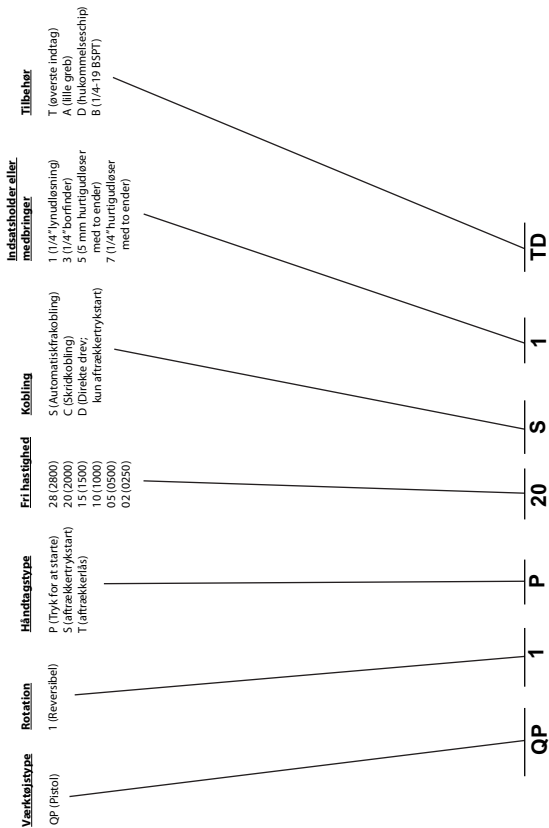 Værktøjstype
QP (Pistol)
Rotation
1 (Reversibel)
Håndtagstype
P (Tryk for at starte)
S (aftrækkertrykstart)
T (aftrækkerlås)
Fri hastighed
28 (2800)
20 (2000)
15 (1500)
10 (1000)
05 (0500)
02 (0250)
Kobling
S (Automatiskfrakobling)
C (Skridkobling)
D (Direkte drev;
kun aftrækkertrykstart)
Indsatsholder eller
medbringer
1 (1/4"lynudløsning)
3 (1/4"borfinder)
5 (5 mm hurtigudløser
med to ender)
7 (1/4"hurtigudløser
med to ender)
Tilbehør
T (øverste indtag)
A (lille greb)
D (hukommelseschip)
B (1/4-19 BSPT)
QP
1
P
20
S
1
TD